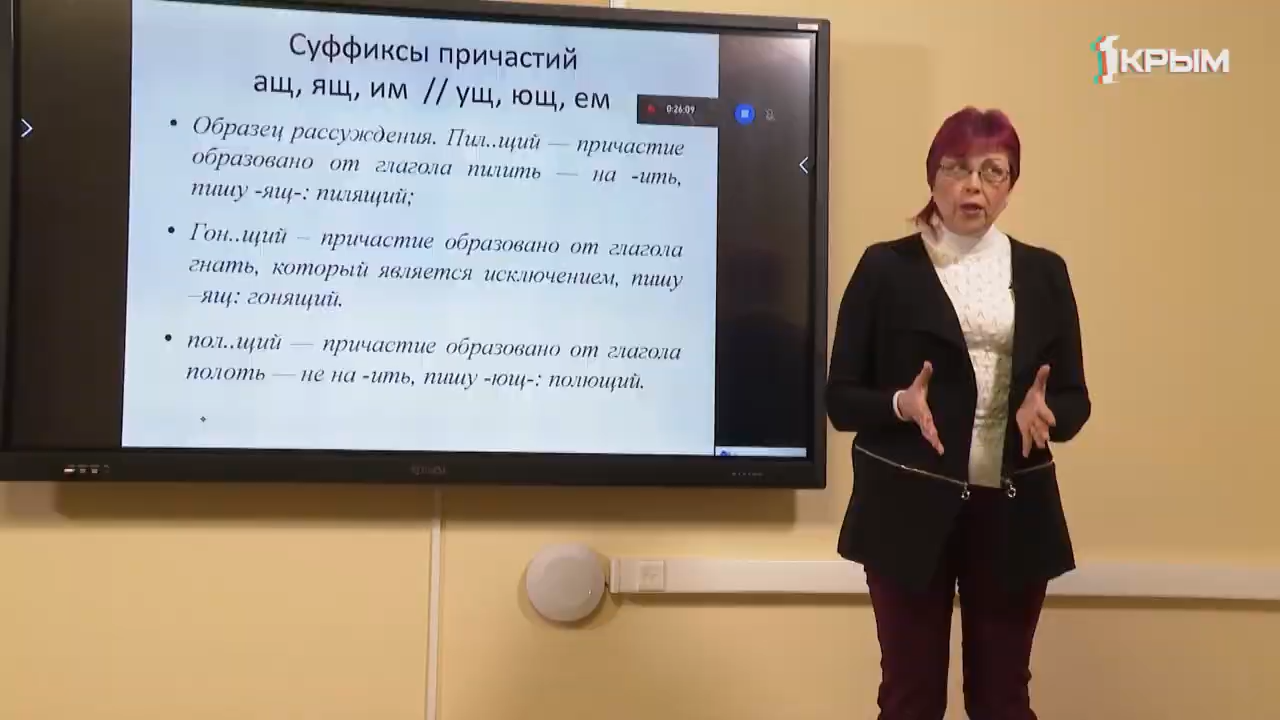 Суффиксы причастий
ащ, ящ, им // ущ, ющ, ем
• Образец рассуждения. Пил..щий — причастие
образовано от глагола пилить — на -ить,
пишу -ящ-: пилящий;
• Гон..щий – причастие образовано от глагола
гнать, который является исключением, пишу
–ящ: гонящий.
• пол..щий — причастие образовано от глагола
полоть — не на -ить, пишу -ющ-: полющий.
0:26:09
1КРЫМ